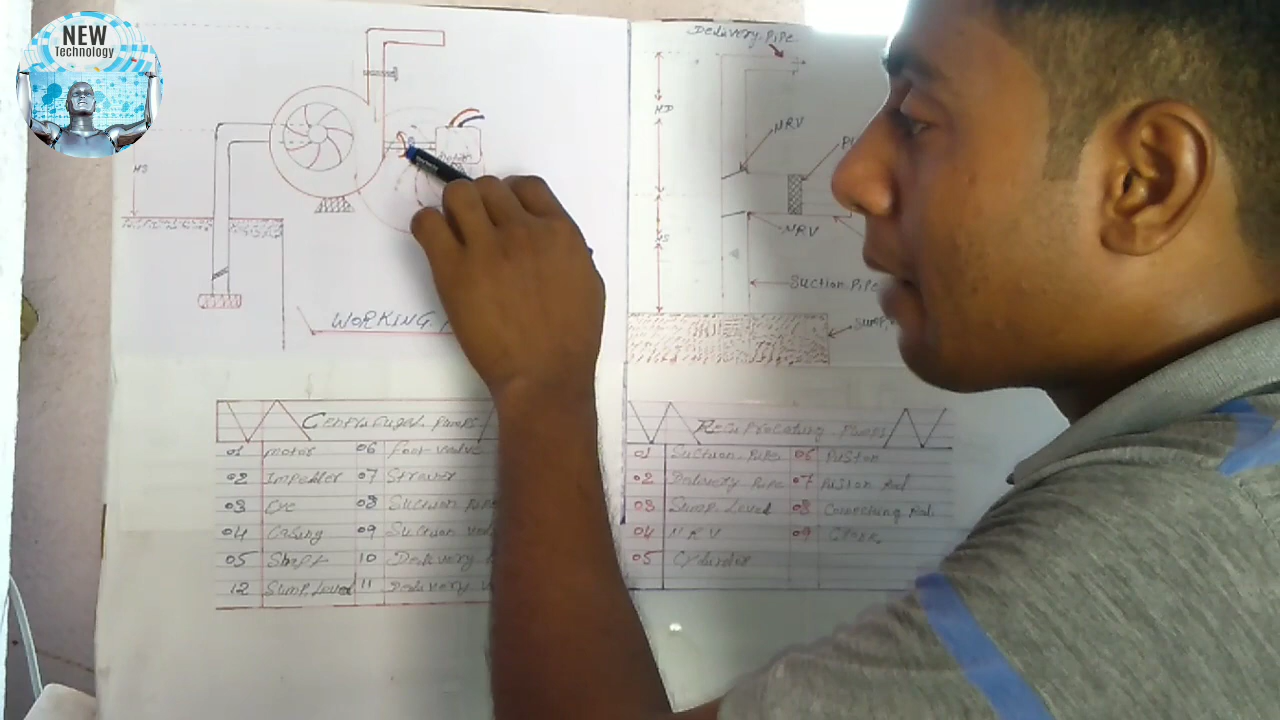 NEW
Technology
Delivery Pipe
HD
NRV
HS
HS
NRV
Suction Pipe
WORKING
Centrifugal Pumps
01 Motor 06 Foot valve
02 Impeller 07 Strainer
03 Eye 08 Suction Pipe
04 Casing 09 Suction
05 Shaft 10 Delivery
12 Sump Level 11 Delivery
Reciprocating Pumps
01 Suction Pipe 06 Piston
02 Delivery Pipe 07 Piston Rod
03 Sump Level 08 Connecting Rod
04 NRV 09 Crank
05 Cylinder